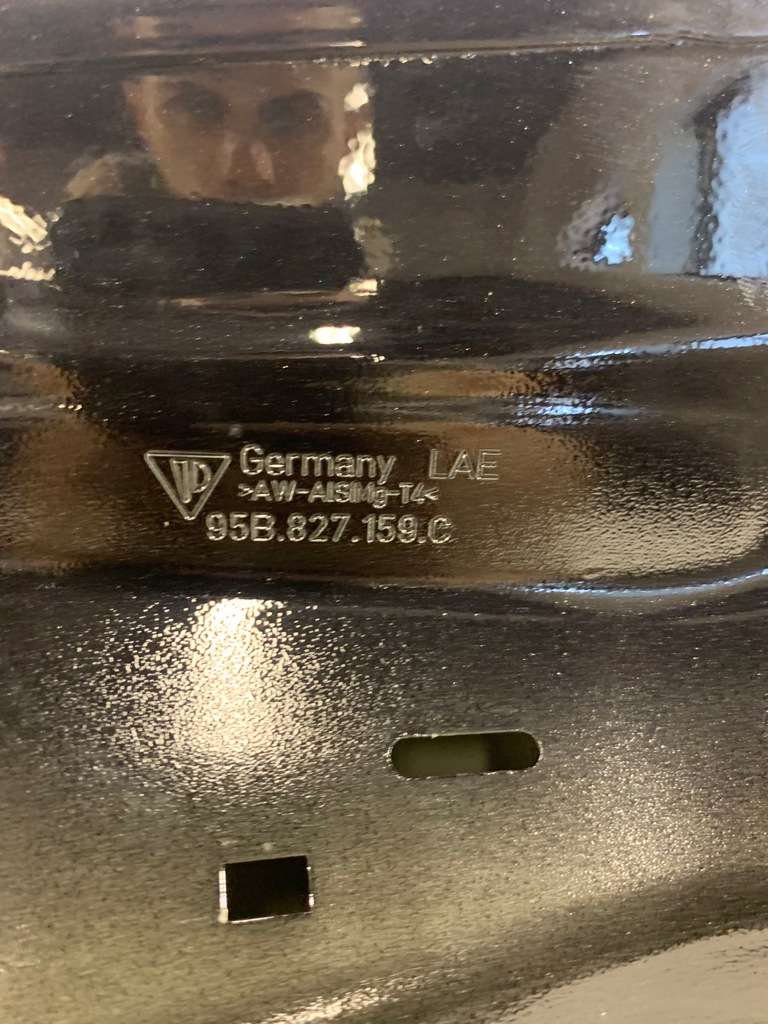 Germany LAE
>AW-AlSiMg-T4<
95B.827.159.C